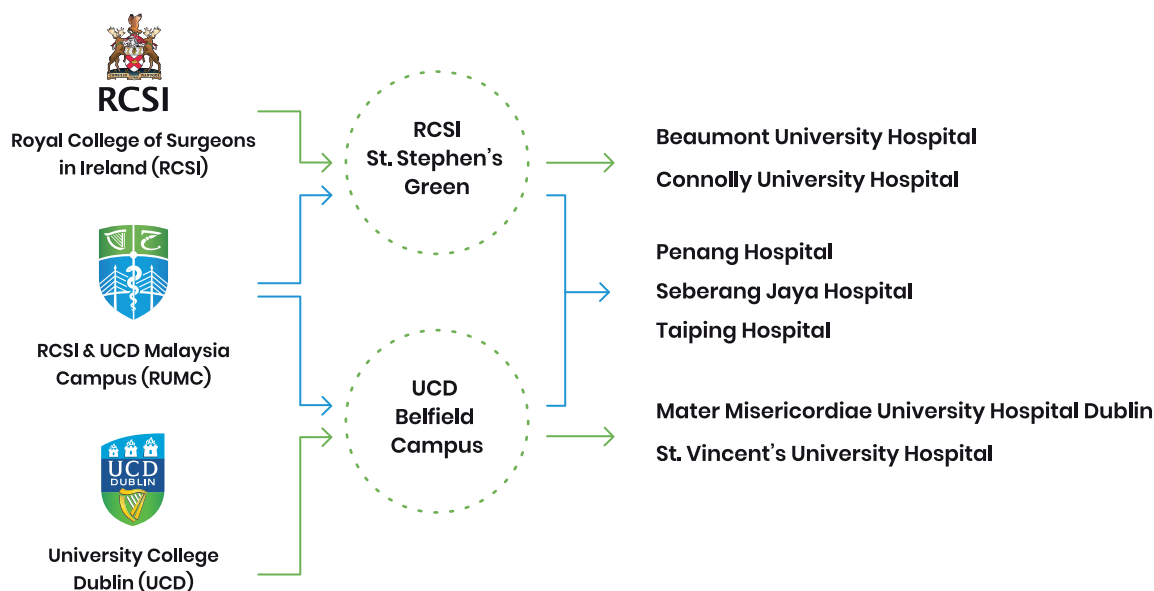 RCSI
Royal College of Surgeons
in Ireland (RCSI)
RCSI & UCD Malaysia
Campus (RUMC)
UCD
DUBLIN
University College
Dublin (UCD)
RCSI
St. Stephen's
Green
UCD
Belfield
Campus
Beaumont University Hospital
Connolly University Hospital
Penang Hospital
Seberang Jaya Hospital
Taiping Hospital
Mater Misericordiae University Hospital Dublin
St. Vincent's University Hospital